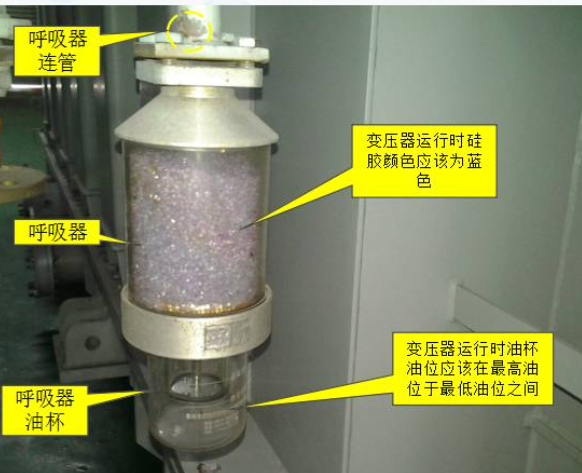 呼吸器
连管
变压器运行时硅
胶颜色应该为蓝
色
呼吸器
变压器运行时油杯
油位应该在最高油
位于最低油位之间
呼吸器
油杯